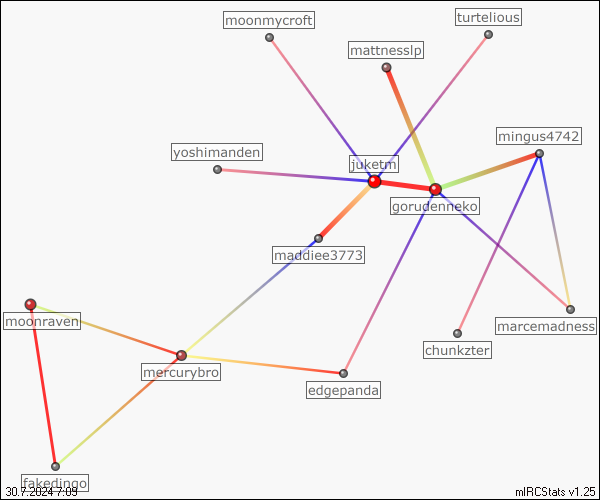 moonmycroft
turtelious
mattnesslp
mingus4742
yoshimanden
juketm
gorudenneko
maddiee3773
moonraven
marcemadness
chunkzter
mercurybro
edgepanda
fakedingo
30.7.2024 7:09
mIRCStats v1.25